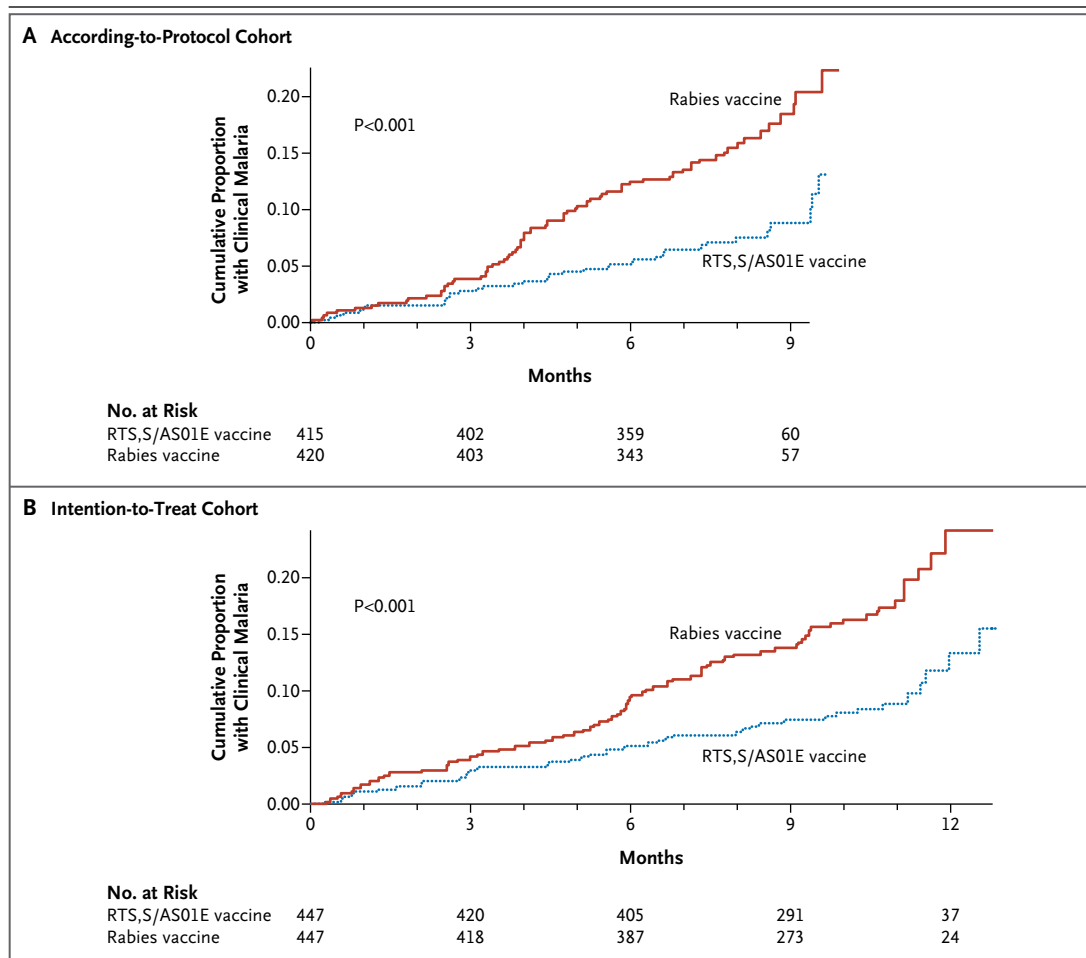 A According-to-Protocol Cohort
Cumulative Proportion
with Clinical Malaria
0.20
0.15
0.10
0.05
0.00
P<0.001
Rabies vaccine
RTS,S/AS01E vaccine
0 3 6 9
Months
No. at Risk
RTS,S/AS01E vaccine 415 402 359 60
Rabies vaccine 420 403 343 57
B Intention-to-Treat Cohort
Cumulative Proportion
with Clinical Malaria
0.20
0.15
0.10
0.05
0.00
P<0.001
Rabies vaccine
RTS,S/AS01E vaccine
0 3 6 9 12
Months
No. at Risk
RTS,S/AS01E vaccine 447 420 405 291 37
Rabies vaccine 447 418 387 273 24